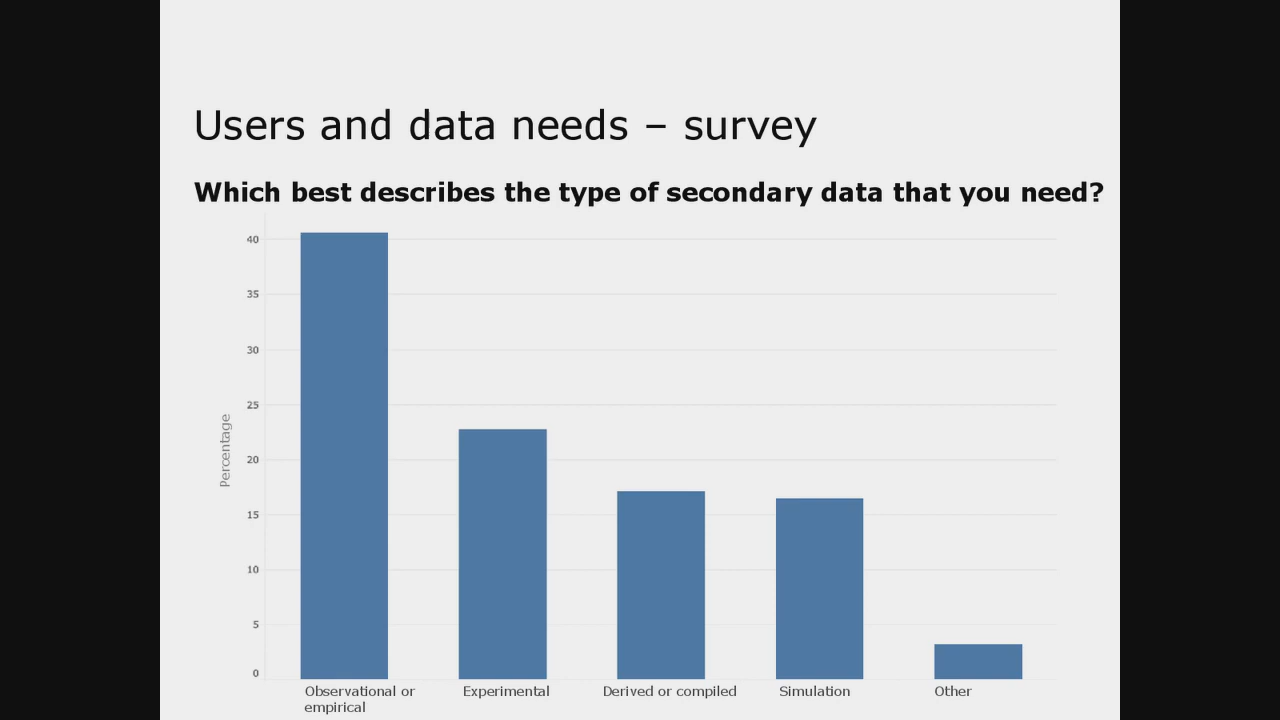 Users and data needs – survey
Which best describes the type of secondary data that you need?
40
35
30
25
20
15
10
5
0
Percentage
Observational or
empirical
Experimental
Derived or compiled
Simulation
Other